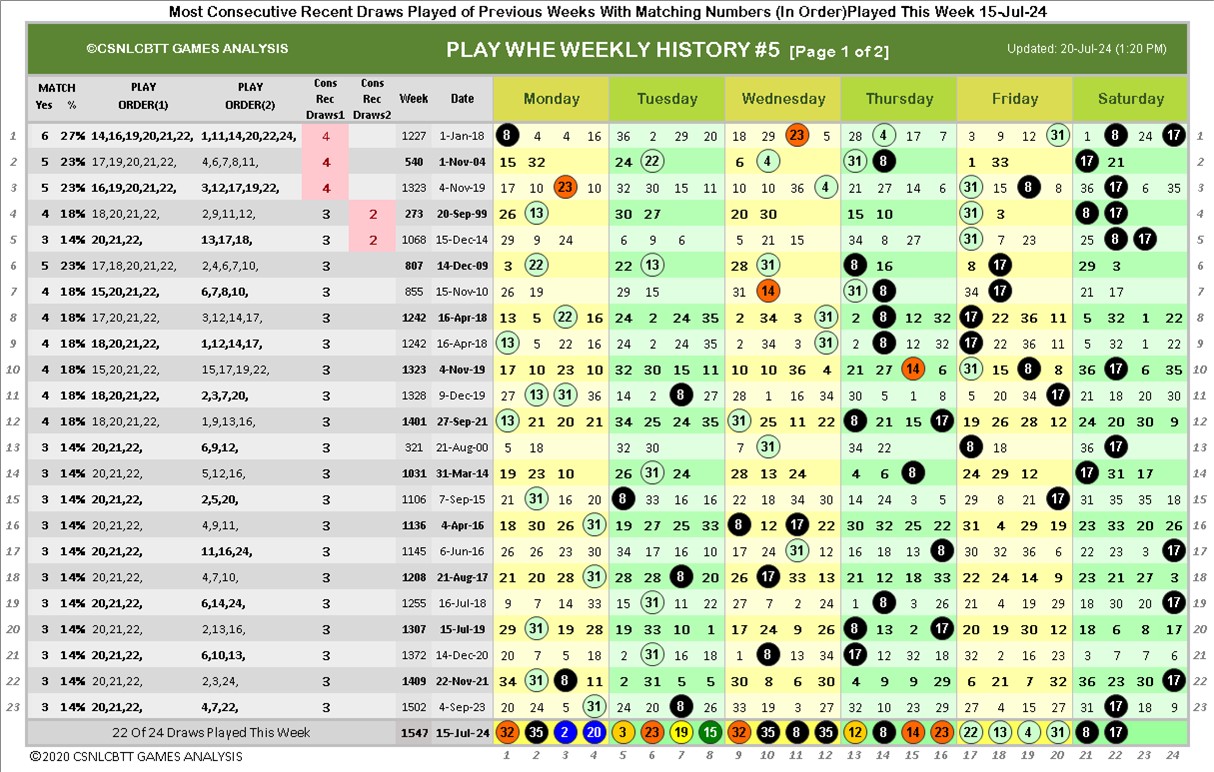 Most Consecutive Recent Draws Played of Previous Weeks With Matching Numbers (In Order)Played This Week 15-Jul-24
©CSNLCBTT GAMES ANALYSIS PLAY WHE WEEKLY HISTORY #5 [Page 1 of 2] Updated: 20-Jul-24 (1:20 PM)
MATCH Yes % PLAY ORDER(1) PLAY ORDER(2) Cons Rec Draws1 Cons Rec Draws2 Week Date Monday Tuesday Wednesday Thursday Friday Saturday
1 6 27% 14,16,19,20,21,22, 1,11,14,20,22,24, 4 1227 1-Jan-18 8 4 4 16 36 2 29 20 18 29 23 5 28 4 17 7 3 9 12 31 1 8 24 17 1
2 5 23% 17,19,20,21,22, 4,6,7,8,11, 4 540 1-Nov-04 15 32 24 22 6 4 31 8 1 33 17 21 2
3 5 23% 16,19,20,21,22, 3,12,17,19,22, 4 1323 4-Nov-19 17 10 23 10 32 30 15 11 10 10 36 4 21 27 14 6 31 15 8 8 36 17 6 35 3
4 4 18% 18,20,21,22, 2,9,11,12, 3 2 273 20-Sep-99 26 13 30 27 20 30 15 10 31 3 8 17 4
5 3 14% 20,21,22, 13,17,18, 3 2 1068 15-Dec-14 29 9 24 6 9 6 5 21 15 34 8 27 31 7 23 25 8 17 5
6 5 23% 17,18,20,21,22, 2,4,6,7,10, 3 807 14-Dec-09 3 22 22 13 28 31 8 16 8 17 29 3 6
7 4 18% 15,20,21,22, 6,7,8,10, 3 855 15-Nov-10 26 19 29 15 31 14 31 8 34 17 21 17 7
8 4 18% 17,20,21,22, 3,12,14,17, 3 1242 16-Apr-18 13 5 22 16 24 2 24 35 2 34 3 31 2 8 12 32 17 22 36 11 5 32 1 22 8
9 4 18% 18,20,21,22, 1,12,14,17, 3 1242 16-Apr-18 13 5 22 16 24 2 24 35 2 34 3 31 2 8 12 32 17 22 36 11 5 32 1 22 9
10 4 18% 15,20,21,22, 15,17,19,22, 3 1323 4-Nov-19 17 10 23 10 32 30 15 11 10 10 36 4 21 27 14 6 31 15 8 8 36 17 6 35 10
11 4 18% 18,20,21,22, 2,3,7,20, 3 1328 9-Dec-19 27 13 31 36 14 2 8 27 28 1 16 34 30 5 1 8 5 20 34 17 21 18 20 30 11
12 4 18% 18,20,21,22, 1,9,13,16, 3 1401 27-Sep-21 13 21 20 21 34 25 24 35 31 25 11 22 8 21 15 17 19 26 28 12 24 20 30 9 12
13 3 14% 20,21,22, 6,9,12, 3 321 21-Aug-00 5 18 32 30 7 31 34 22 8 18 36 17 13
14 3 14% 20,21,22, 5,12,16, 3 1031 31-Mar-14 19 23 10 26 31 24 28 13 24 4 6 8 24 29 12 17 31 17 14
15 3 14% 20,21,22, 2,5,20, 3 1106 7-Sep-15 21 31 16 20 8 33 16 16 22 18 34 30 14 24 3 5 29 8 21 17 31 35 35 18 15
16 3 14% 20,21,22, 4,9,11, 3 1136 4-Apr-16 18 30 26 31 19 27 25 33 8 12 17 22 30 32 25 22 31 4 29 19 23 33 20 26 16
17 3 14% 20,21,22, 11,16,24, 3 1145 6-Jun-16 26 26 23 30 34 17 16 10 17 24 31 12 16 18 13 8 30 32 36 6 22 23 3 17 17
18 3 14% 20,21,22, 4,7,10, 3 1208 21-Aug-17 21 20 28 31 28 28 8 20 26 17 33 13 21 12 18 33 22 24 14 9 23 21 27 3 18
19 3 14% 20,21,22, 6,14,24, 3 1255 16-Jul-18 9 7 14 33 15 31 11 22 27 7 2 24 1 8 3 26 21 4 19 29 18 30 20 17 19
20 3 14% 20,21,22, 2,13,16, 3 1307 15-Jul-19 29 31 19 28 19 33 10 1 17 24 9 26 8 13 2 17 20 19 30 12 18 6 8 17 20
21 3 14% 20,21,22, 6,10,13, 3 1372 14-Dec-20 20 7 5 18 2 31 16 18 1 8 13 34 17 12 32 18 32 2 16 23 3 7 7 6 21
22 3 14% 20,21,22, 2,3,24, 3 1409 22-Nov-21 34 31 8 11 2 31 5 5 30 8 6 30 4 9 9 29 6 21 7 32 36 23 30 17 22
23 3 14% 20,21,22, 4,7,22, 3 1502 4-Sep-23 20 24 5 31 24 20 8 26 33 19 3 27 32 10 23 29 27 4 15 27 31 17 18 9 23
22 Of 24 Draws Played This Week 1547 15-Jul-24 32 35 2 20 3 23 19 15 32 35 8 35 12 8 14 23 22 13 4 31 8 17
©2020 CSNLCBTT GAMES ANALYSIS 1 2 3 4 5 6 7 8 9 10 11 12 13 14 15 16 17 18 19 20 21 22 23 24